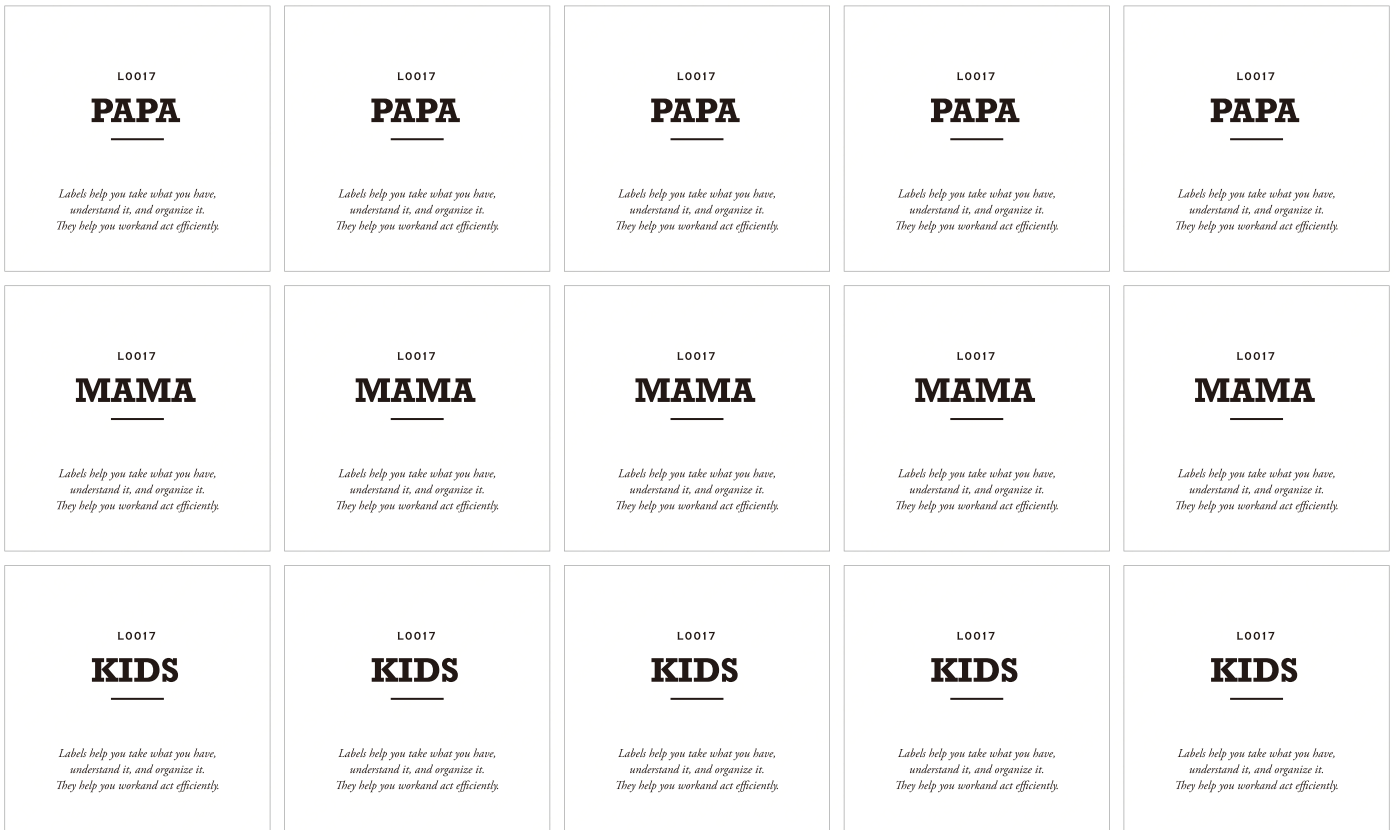 L0017
PAPA
Labels help you take what you have,
understand it, and organize it.
They help you workand act efficiently.
L0017
PAPA
Labels help you take what you have,
understand it, and organize it.
They help you workand act efficiently.
L0017
PAPA
Labels help you take what you have,
understand it, and organize it.
They help you workand act efficiently.
L0017
PAPA
Labels help you take what you have,
understand it, and organize it.
They help you workand act efficiently.
L0017
PAPA
Labels help you take what you have,
understand it, and organize it.
They help you workand act efficiently.
L0017
MAMA
Labels help you take what you have,
understand it, and organize it.
They help you workand act efficiently.
L0017
MAMA
Labels help you take what you have,
understand it, and organize it.
They help you workand act efficiently.
L0017
MAMA
Labels help you take what you have,
understand it, and organize it.
They help you workand act efficiently.
L0017
MAMA
Labels help you take what you have,
understand it, and organize it.
They help you workand act efficiently.
L0017
MAMA
Labels help you take what you have,
understand it, and organize it.
They help you workand act efficiently.
L0017
KIDS
Labels help you take what you have,
understand it, and organize it.
They help you workand act efficiently.
L0017
KIDS
Labels help you take what you have,
understand it, and organize it.
They help you workand act efficiently.
L0017
KIDS
Labels help you take what you have,
understand it, and organize it.
They help you workand act efficiently.
L0017
KIDS
Labels help you take what you have,
understand it, and organize it.
They help you workand act efficiently.
L0017
KIDS
Labels help you take what you have,
understand it, and organize it.
They help you workand act efficiently.